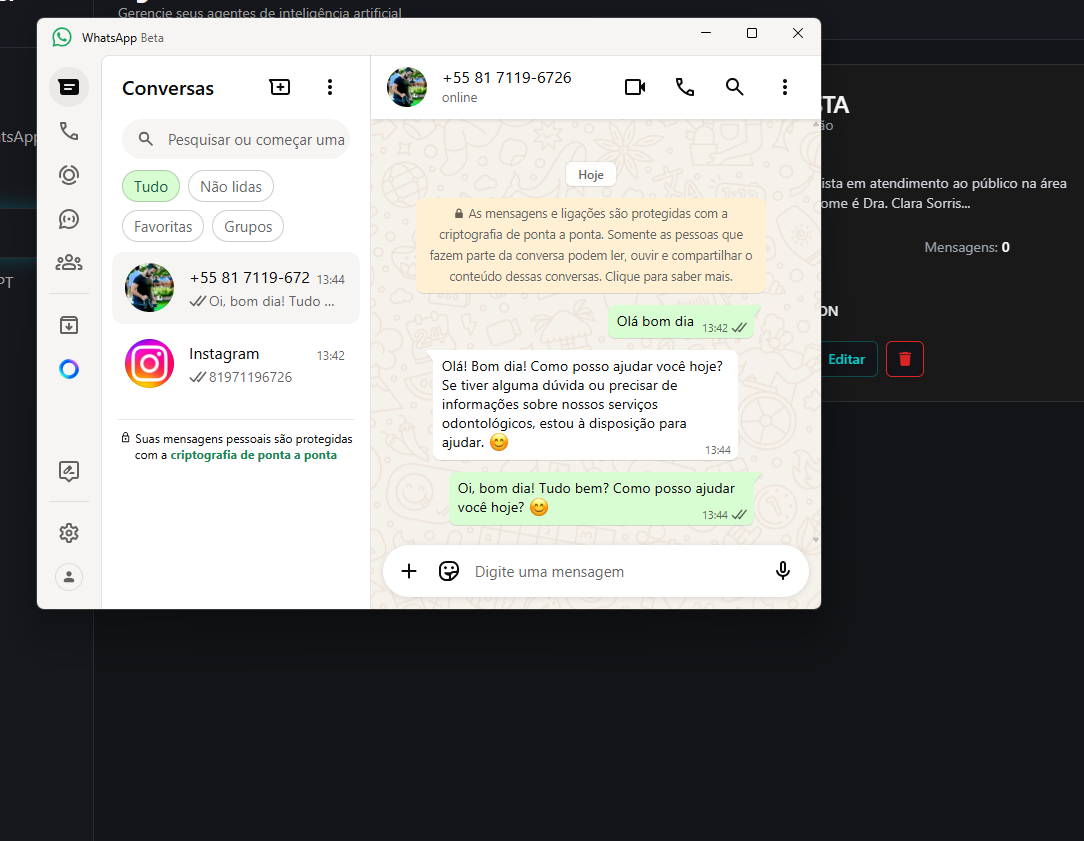 Gerencie seus agentes de inteligência artificial
WhatsApp Beta
Conversas
Pesquisar ou começar uma
Tudo
Não lidas
Favoritas
Grupos
+55 81 7119-672
13:44
Oi, bom dia! Tudo ...
Instagram
13:42
81971196726
Suas mensagens pessoais são protegidas
com a criptografia de ponta a ponta
+55 81 7119-6726
online
Hoje
As mensagens e ligações são protegidas com a
criptografia de ponta a ponta. Somente as pessoas que
fazem parte da conversa podem ler, ouvir e compartilhar o
conteúdo dessas conversas. Clique para saber mais.
Olá bom dia
13:42
Olá! Bom dia! Como posso ajudar você hoje?
Se tiver alguma dúvida ou precisar de
informações sobre nossos serviços
odontológicos, estou à disposição para
ajudar. 😊
13:44
Oi, bom dia! Tudo bem? Como posso ajudar
você hoje? 😊
13:44
Digite uma mensagem
tsApp
PT
STA
ão
ista em atendimento ao público na área
ome é Dra. Clara Sorris...
Mensagens: 0
ON
Editar